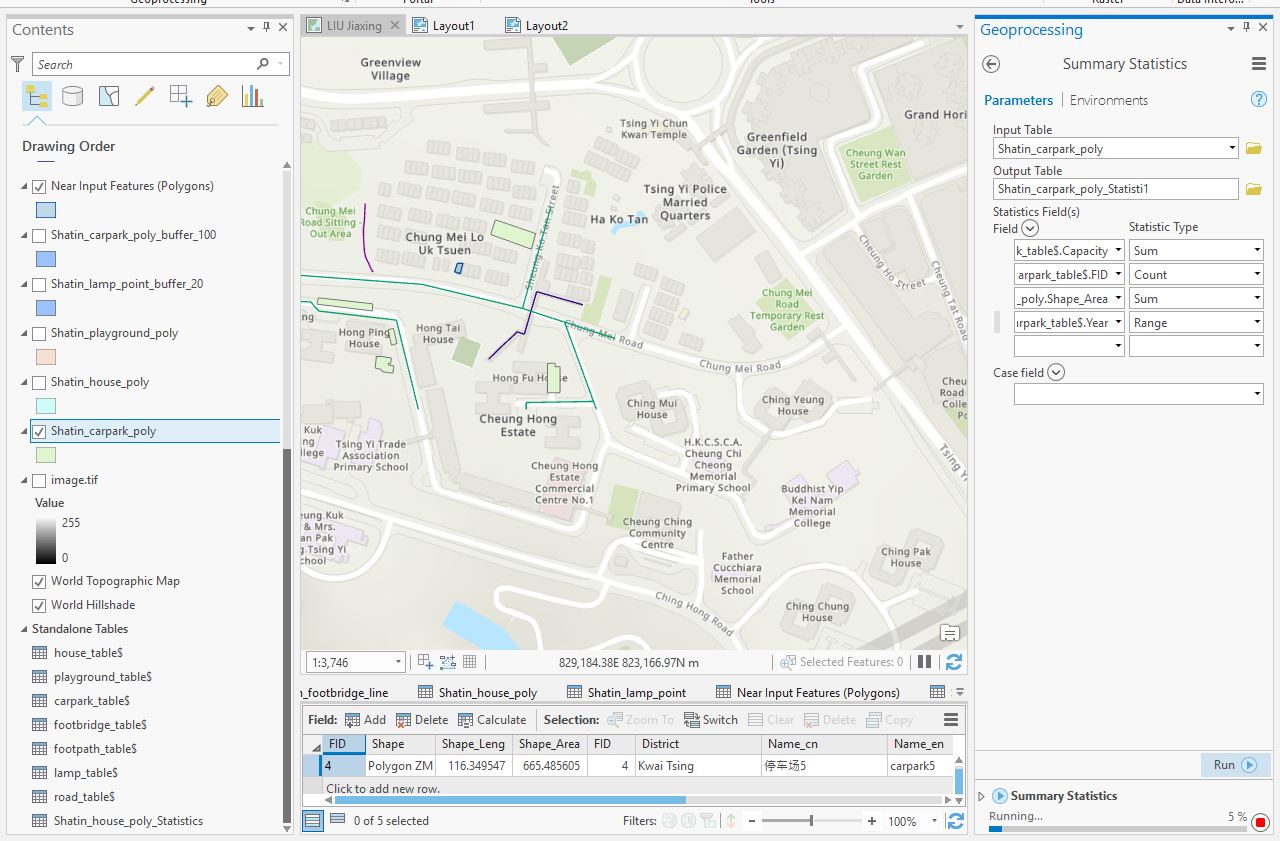 Geoprocessing
Portal
Tools
Raster
Data Intero...
Contents
Search
Drawing Order
Near Input Features (Polygons)
Shatin_carpark_poly_buffer_100
Shatin_lamp_point_buffer_20
Shatin_playground_poly
Shatin_house_poly
Shatin_carpark_poly
image.tif
Value
255
0
World Topographic Map
World Hillshade
Standalone Tables
house_table$
playground_table$
carpark_table$
footbridge_table$
footpath_table$
lamp_table$
road_table$
Shatin_house_poly_Statistics
LIU Jiaxing
Layout1
Layout2
Greenview
Village
Tsing Yi Chun
Kwan Temple
Greenfield
Garden (Tsing
Yi)
Grand Hori
Cheung Wan
Street Rest
Garden
Tsing Yi Police
Married
Quarters
Chung Mei
Road Sitting -
Out Area
Ha Ko Tan
Chung Mei Lo
Uk Tsuen
Sheung Ko Tan Street
Cheung Ho Street
Cheung Tat Road
Chung Mei
Road
Temporary Rest
Garden
ng
Hong Ping
House
Hong Tai
House
Chung Mei Road
Chung Mei Road
Hong Fu House
Ching Mui
House
Ching Yeung
House
Cheu
Cou
Ce
Co
P
Cheung Hong
Estate
Kuk
llege
Tsing Yi Trade
Association
Primary School
H.K.C.S.C.A.
Cheung Chi
Cheong
Memorial
Primary School
Tsing Yi
Cheung Hong
Estate
Commercial
Centre No.1
Buddhist Yip
Kei Nam
Memorial
College
eung Kuk
& Mrs.
an Pak
g Tsing Yi
chool
Cheung Ching
Community
Centre
Father
Cucchiara
Memorial
School
Ching Pak
House
Ching Hong Road
Ching Chung
House
1:3,746
829,184.38E 823,166.97N m
Selected Features: 0
n_footbridge_line
Shatin_house_poly
Shatin_lamp_point
Near Input Features (Polygons)
Field: Add Delete Calculate Selection: Zoom To Switch Clear Delete Copy
FID Shape Shape_Leng Shape_Area FID District Name_cn Name_en
4 Polygon ZM 116.349547 665.485605 4 Kwai Tsing 停车场5 carpark5
Click to add new row.
0 of 5 selected
Filters:
100%
Geoprocessing
Summary Statistics
Parameters
Environments
Input Table
Shatin_carpark_poly
Output Table
Shatin_carpark_poly_Statisti1
Statistics Field(s)
Field Statistic Type
k_table$.Capacity Sum
arpark_table$.FID Count
_poly.Shape_Area Sum
arpark_table$.Year Range
Case field
Run
Summary Statistics
Running...
5 %